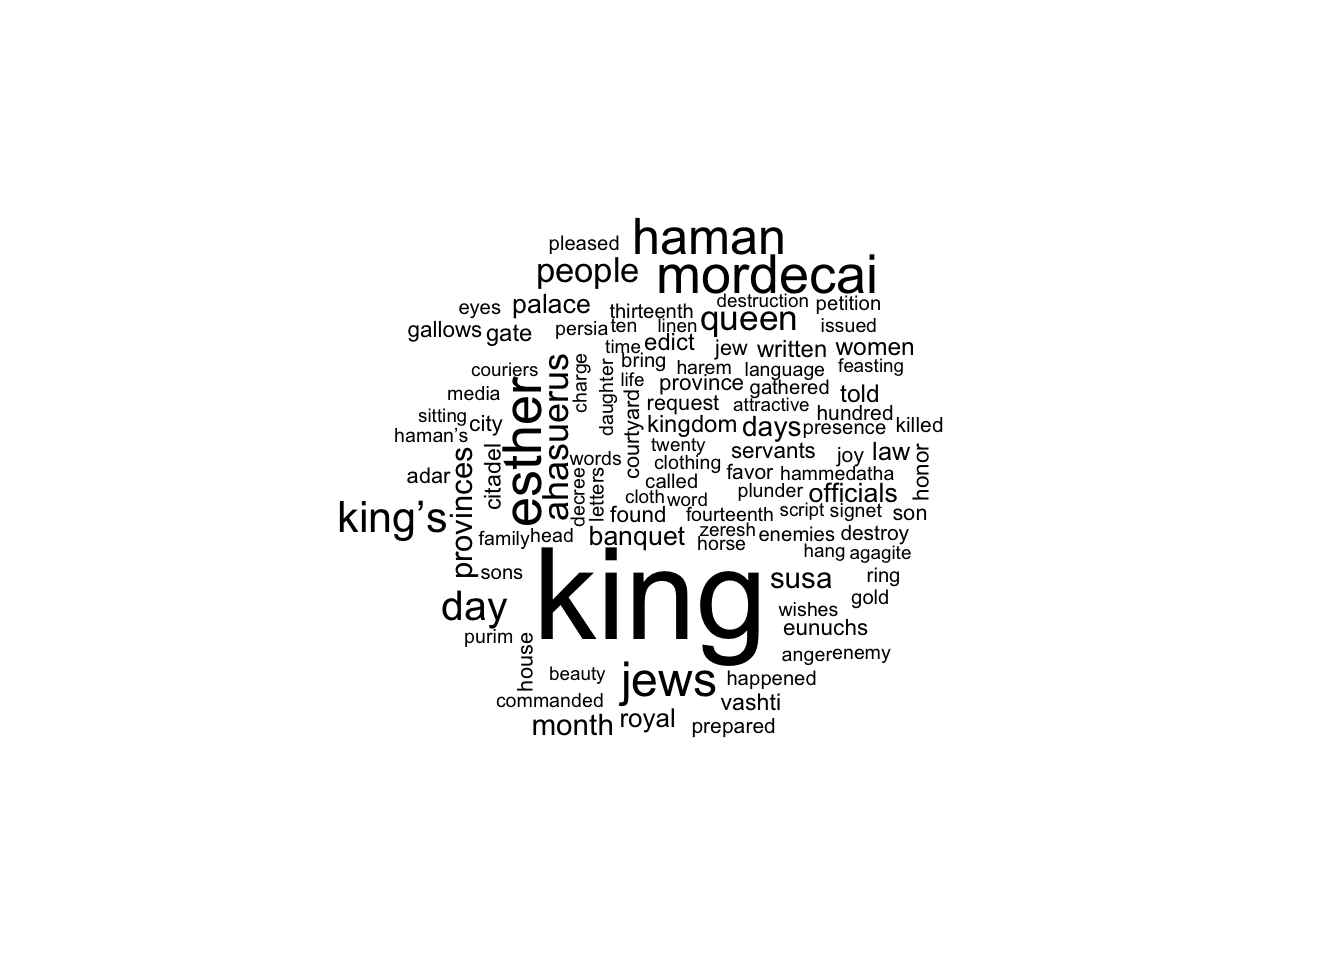 pleased haman
people mordecai
eyes palace thirteenth destruction petition
gallows gate persia ten linen queen issued
time edict jew written women
couriers bring harem language feasting
media life province gathered told
charge daughter
esther ahasuerus
request attractive hundred
sitting city courtyard kingdom days presence killed
haman’s words twenty servants joy law
clothing favor hammedatha honor
adar citadel provinces decree letters called
cloth word plunder officials
king’s found fourteenth script signet son
family head banquet zeresh enemies destroy
horse hang agagite
king
sons susa ring
day wishes gold
purim house eunuchs
anger enemy
beauty jews happened
commanded vashti
month royal prepared